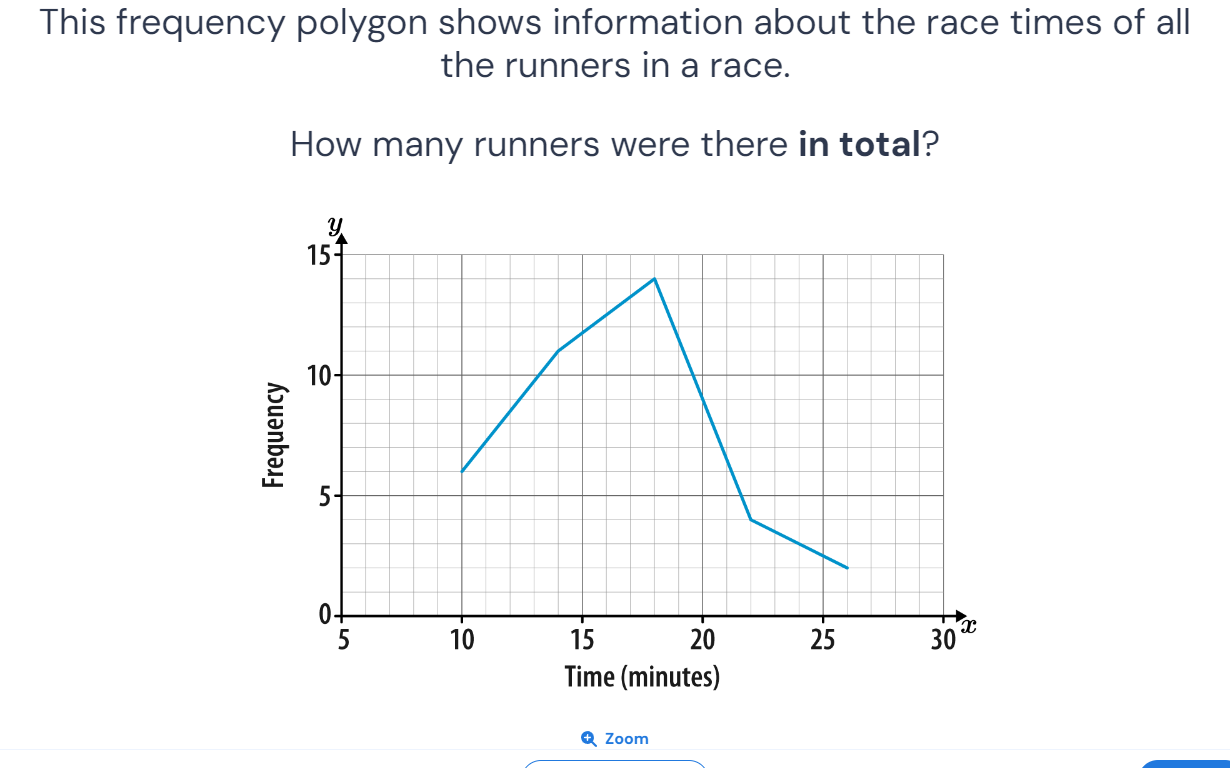 This frequency polygon shows information about the race times of all
the runners in a race.
How many runners were there in total?
y
15
10
5
0
Frequency
5 10 15 20 25 30 x
Time (minutes)
Zoom